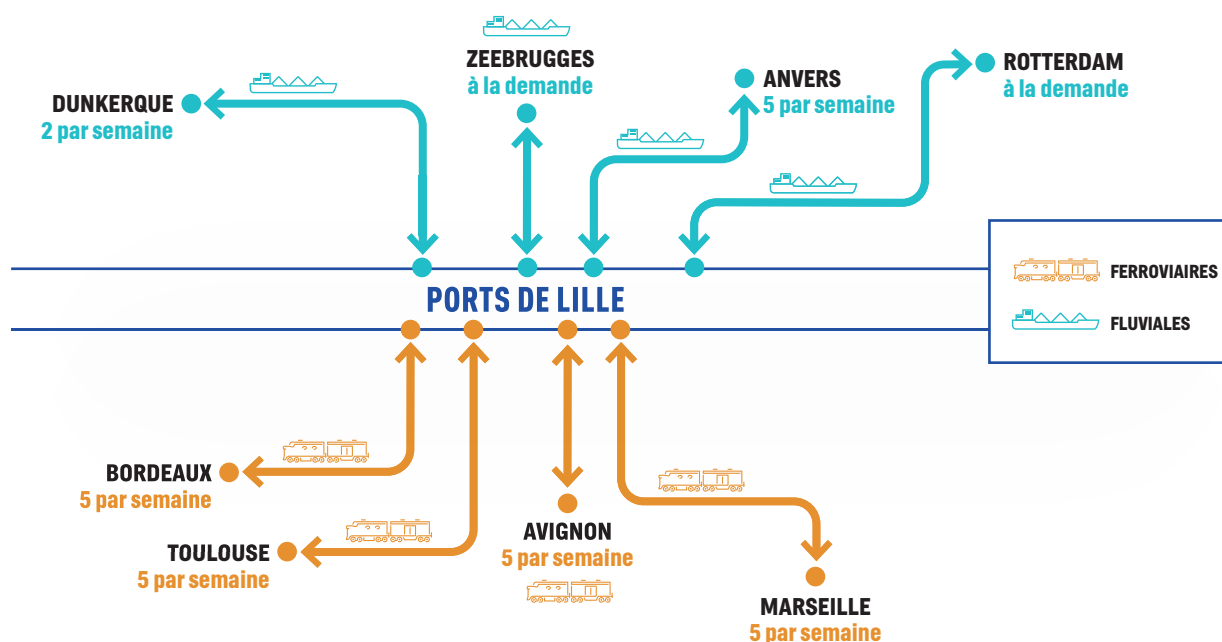 ZEEBRUGGES
à la demande
ROTTERDAM
à la demande
ANVERS
5 par semaine
DUNKERQUE
2 par semaine
PORTS DE LILLE
FERROVIAIRES
FLUVIALES
BORDEAUX
5 par semaine
TOULOUSE
5 par semaine
AVIGNON
5 par semaine
MARSEILLE
5 par semaine